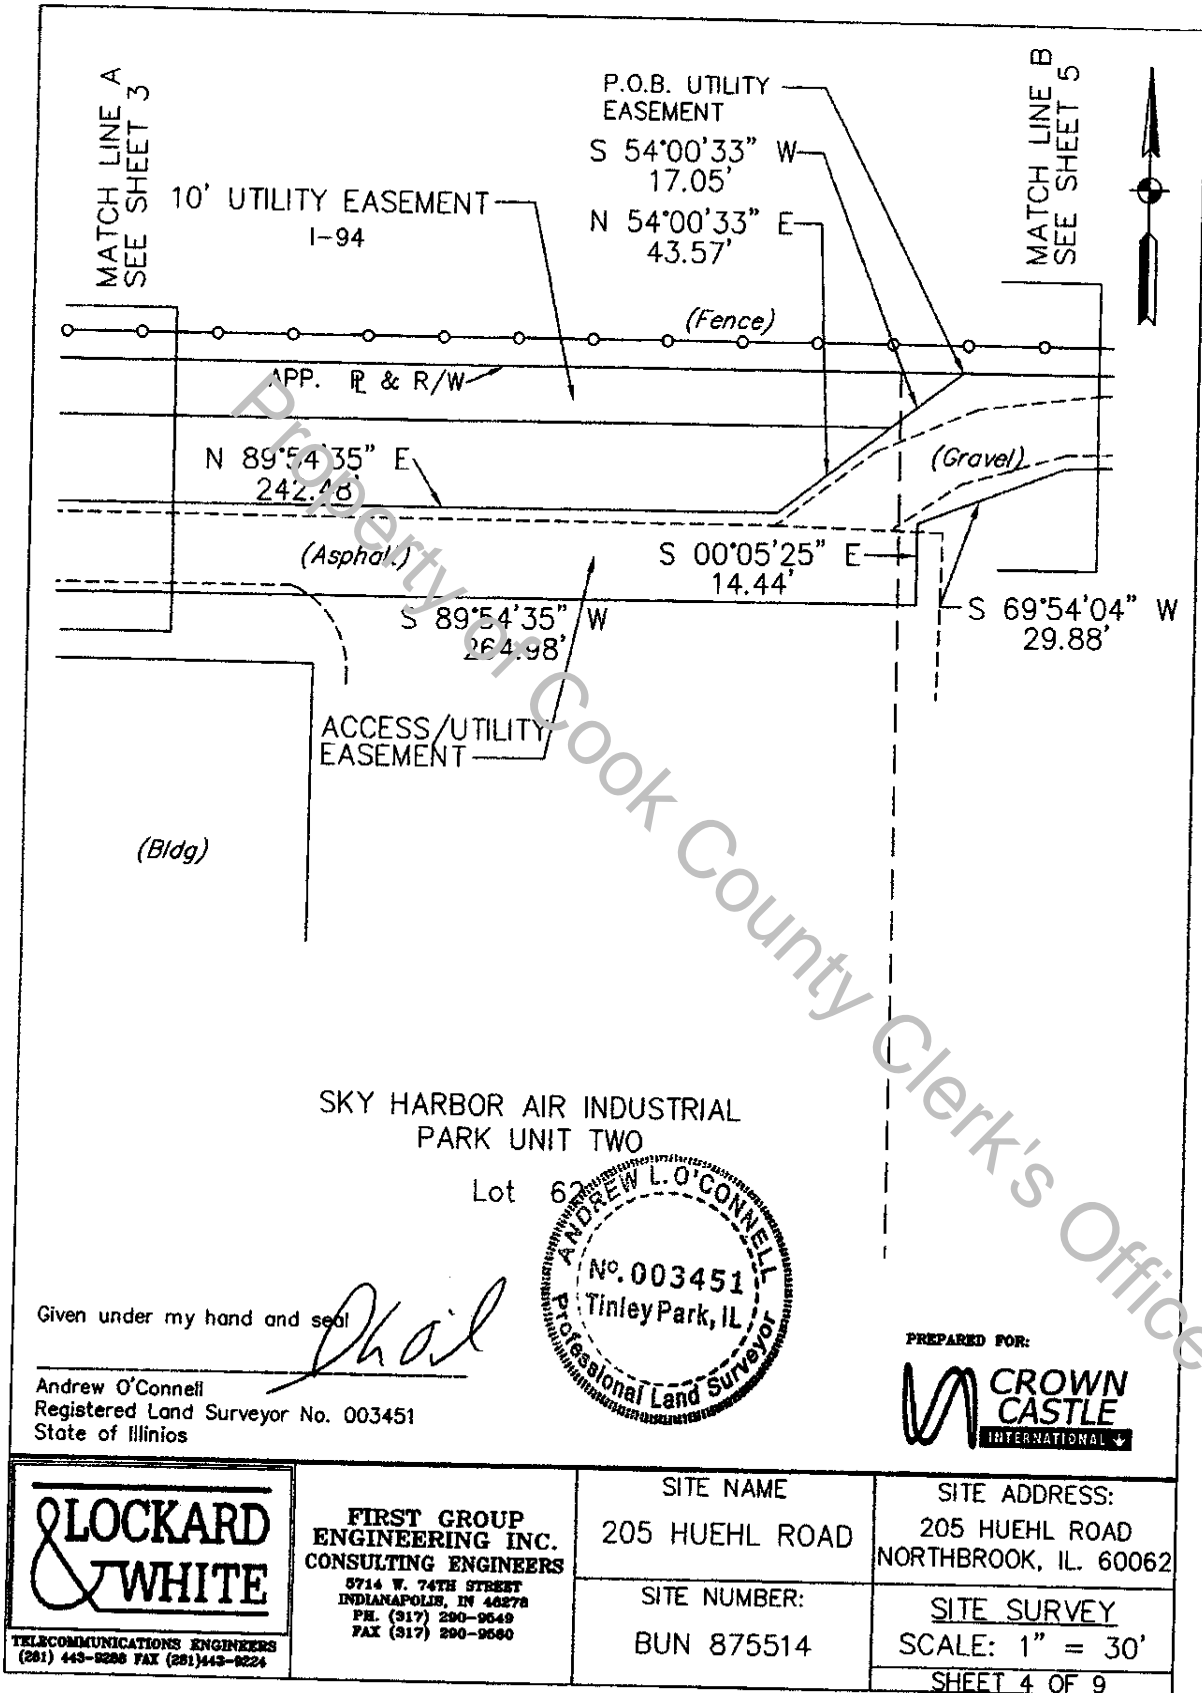 MATCH LINE A
SEE SHEET 3
P.O.B. UTILITY
EASEMENT
S 54°00'33" W
17.05'
N 54°00'33" E
43.57'
MATCH LINE B
SEE SHEET 5
10' UTILITY EASEMENT
I-94
(Fence)
APP. PL & R/W
N 89°54'35" E
242.48'
(Gravel)
(Asphalt)
S 00°05'25" E
14.44'
S 89°54'35" W
264.98'
S 69°54'04" W
29.88'
ACCESS/UTILITY
EASEMENT
(Bldg)
Property of Cook County Clerk's Office
SKY HARBOR AIR INDUSTRIAL
PARK UNIT TWO
Lot 62
ANDREW L. O'CONNELL
No. 003451
Tinley Park, IL
Professional Land Surveyor
Given under my hand and seal
Andrew O'Connell
Registered Land Surveyor No. 003451
State of Illinios
PREPARED FOR:
CROWN
CASTLE
INTERNATIONAL
LOCKARD
& WHITE
TELECOMMUNICATIONS ENGINEERS
(281) 443-9288 FAX (281)443-9224
FIRST GROUP
ENGINEERING INC.
CONSULTING ENGINEERS
5714 W. 74TH STREET
INDIANAPOLIS, IN 46278
PH. (317) 290-9549
FAX (317) 290-9560
SITE NAME
205 HUEHL ROAD
SITE NUMBER:
BUN 875514
SITE ADDRESS:
205 HUEHL ROAD
NORTHBROOK, IL. 60062
SITE SURVEY
SCALE: 1" = 30'
SHEET 4 OF 9